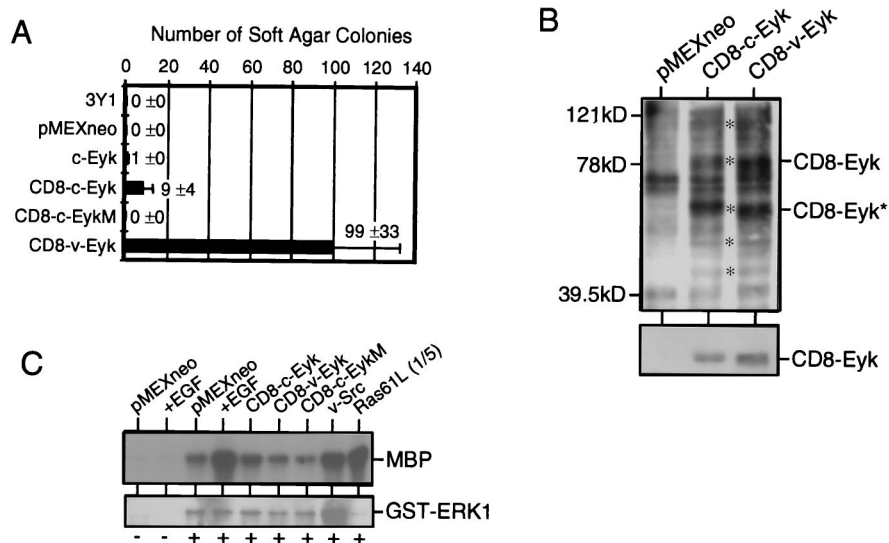 A
Number of Soft Agar Colonies
0 20 40 60 80 100 120 140
3Y1 0 ±0
pMEXneo 0 ±0
c-Eyk 1 ±0
CD8-c-Eyk 9 ±4
CD8-c-EykM 0 ±0
CD8-v-Eyk 99 ±33
B
pMEXneo
CD8-c-Eyk
CD8-v-Eyk
121kD
78kD
39.5kD
*
*
*
*
*
CD8-Eyk
CD8-Eyk*
CD8-Eyk
C
pMEXneo
+EGF
pMEXneo
+EGF
CD8-c-Eyk
CD8-v-Eyk
CD8-c-EykM
v-Src
Ras61L (1/5)
MBP
GST-ERK1
- - + + + + + + +